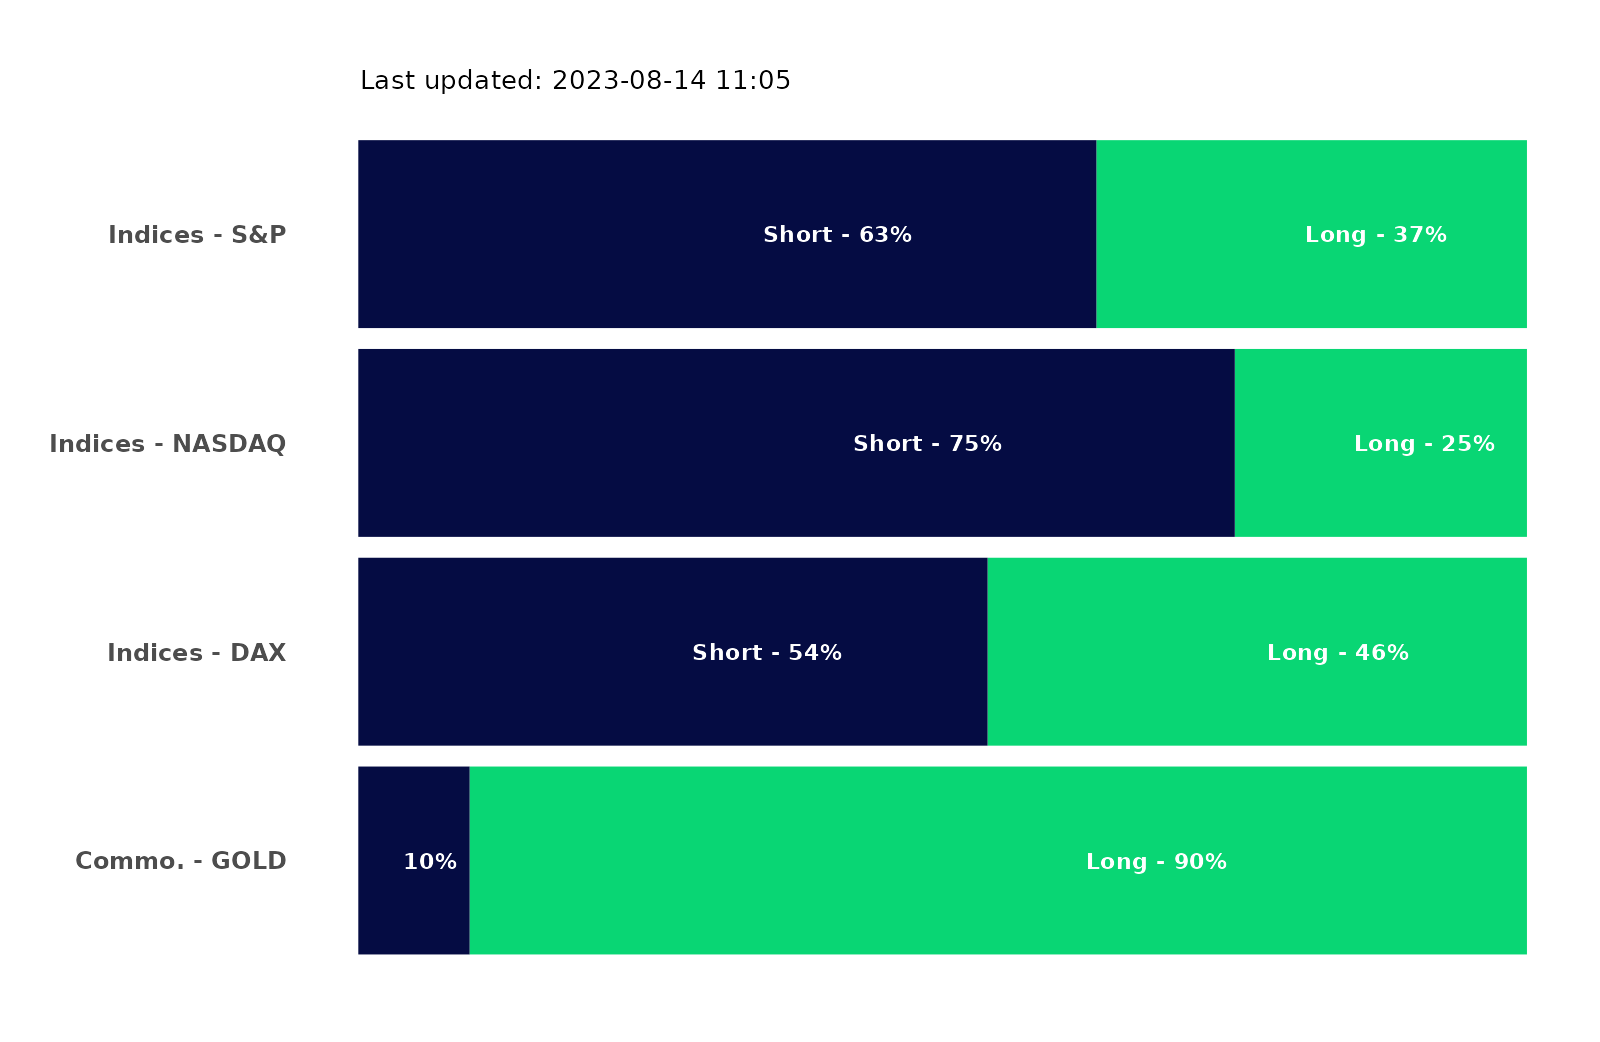 Last updated: 2023-08-14 11:05
Indices - S&P
Short - 63%
Long - 37%
Indices - NASDAQ
Short - 75%
Long - 25%
Indices - DAX
Short - 54%
Long - 46%
Commo. - GOLD
10%
Long - 90%